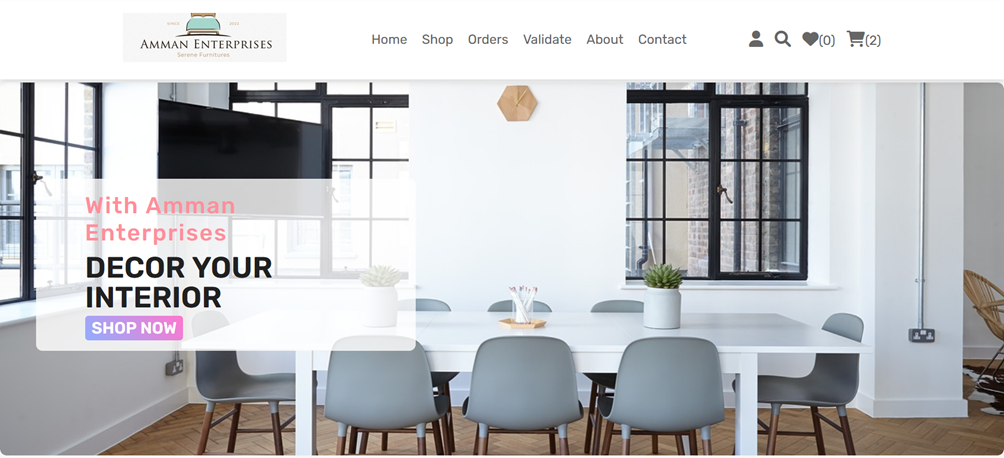 SINCE 2020
AMMAN ENTERPRISES
Serene Furnitures
Home Shop Orders Validate About Contact (0) (2)
With Amman
Enterprises
DECOR YOUR
INTERIOR
SHOP NOW